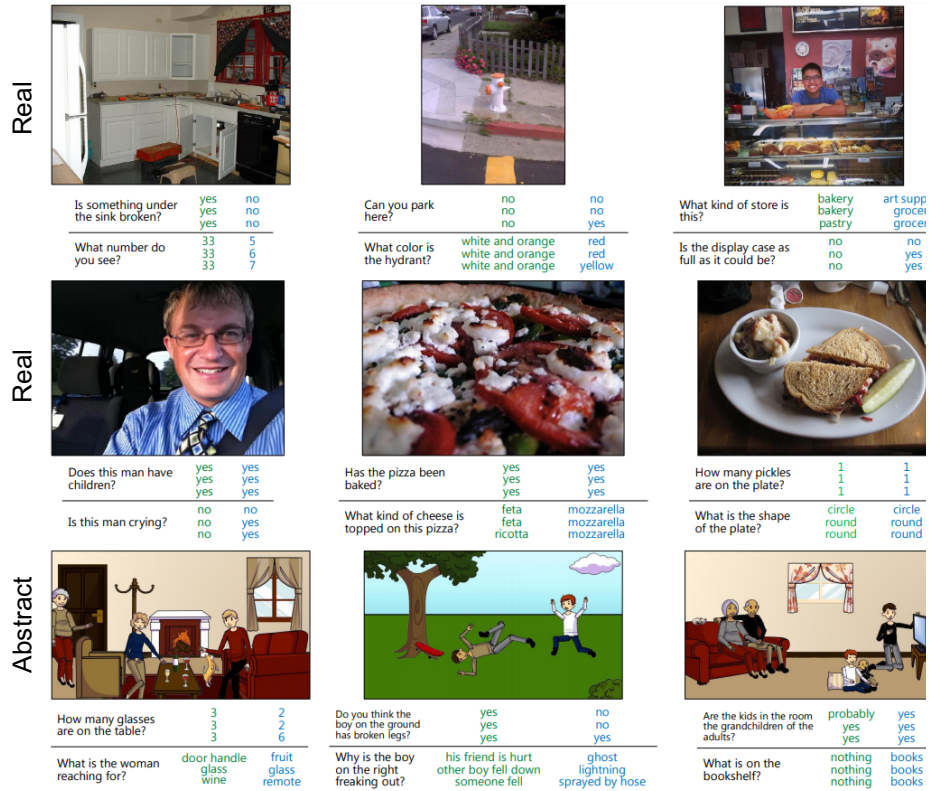 Real
Is something under
the sink broken?
yes no
yes no
yes no
What number do
you see?
33 5
33 6
33 7
Can you park
here?
no no
no no
no yes
What color is
the hydrant?
white and orange red
white and orange red
white and orange yellow
What kind of store is
this?
bakery art supp
bakery grocer
pastry grocer
Is the display case as
full as it could be?
no no
no yes
no yes
Real
Does this man have
children?
yes yes
yes yes
yes yes
Is this man crying?
no no
no yes
no yes
Has the pizza been
baked?
yes yes
yes yes
yes yes
What kind of cheese is
topped on this pizza?
feta mozzarella
feta mozzarella
ricotta mozzarella
How many pickles
are on the plate?
1 1
1 1
1 1
What is the shape
of the plate?
circle circle
round round
round round
Abstract
How many glasses
are on the table?
3 2
3 2
3 6
What is the woman
reaching for?
door handle fruit
glass glass
wine remote
Do you think the
boy on the ground
has broken legs?
yes no
yes no
yes yes
Why is the boy
on the right
freaking out?
his friend is hurt ghost
other boy fell down lightning
someone fell sprayed by hose
Are the kids in the room
the grandchildren of the
adults?
probably yes
yes yes
yes yes
What is on the
bookshelf?
nothing books
nothing books
nothing books